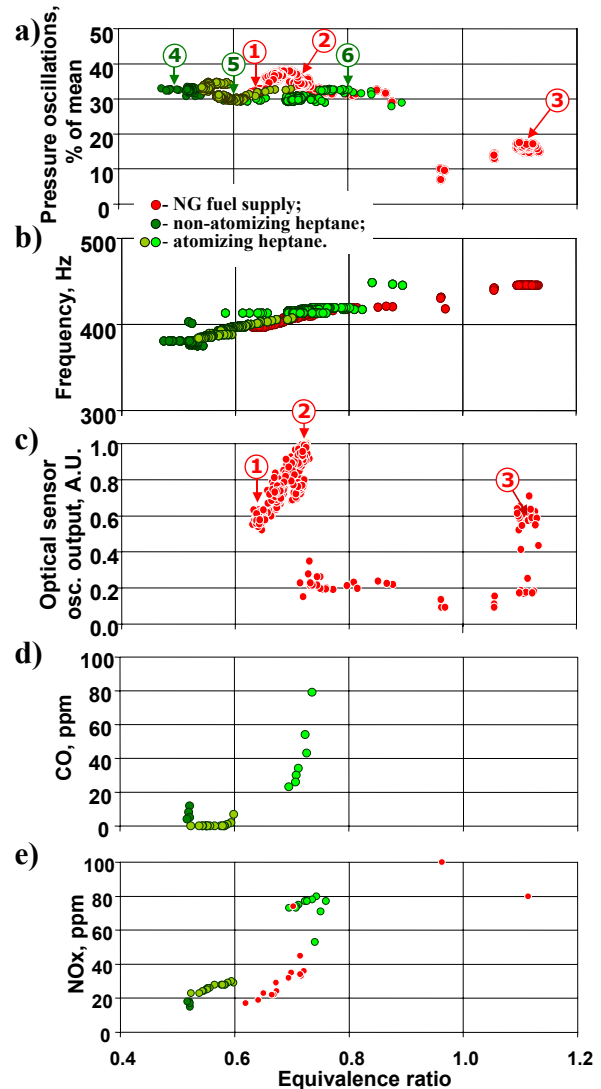 a)
Pressure oscillations,
% of mean
50
40
30
20
10
0
4
5
1
2
6
3
- NG fuel supply;
- non-atomizing heptane;
- atomizing heptane.
b)
Frequency, Hz
500
400
300
c)
Optical sensor
osc. output, A.U.
1.0
0.8
0.6
0.4
0.2
0.0
1
2
3
d)
CO, ppm
100
80
60
40
20
0
e)
NOx, ppm
100
80
60
40
20
0
0.4 0.6 0.8 1.0 1.2
Equivalence ratio